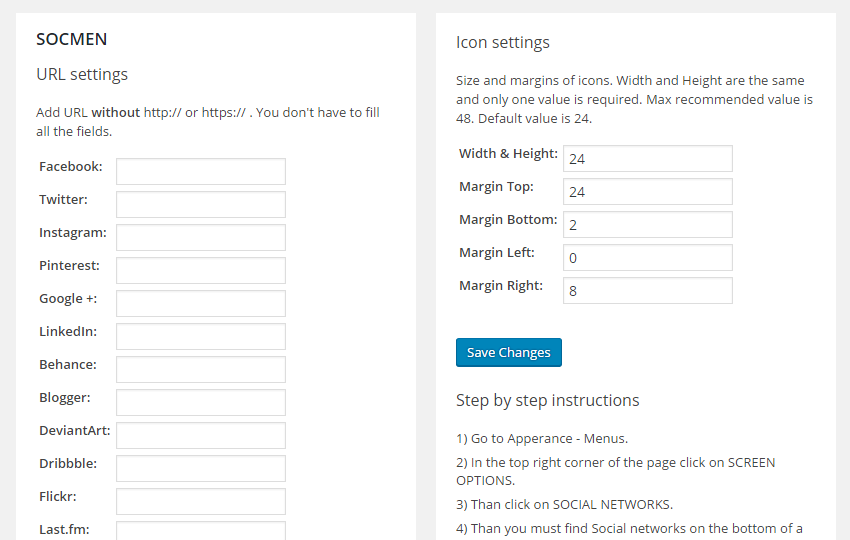 SOCMEN
URL settings
Add URL without http:// or https:// . You don't have to fill
all the fields.
Facebook:
Twitter:
Instagram:
Pinterest:
Google +:
LinkedIn:
Behance:
Blogger:
DeviantArt:
Dribbble:
Flickr:
Last.fm:
Icon settings
Size and margins of icons. Width and Height are the same
and only one value is required. Max recommended value is
48. Default value is 24.
Width & Height: 24
Margin Top: 24
Margin Bottom: 2
Margin Left: 0
Margin Right: 8
Save Changes
Step by step instructions
1) Go to Apperance - Menus.
2) In the top right corner of the page click on SCREEN
OPTIONS.
3) Than click on SOCIAL NETWORKS.
4) Than you must find Social networks on the bottom of a